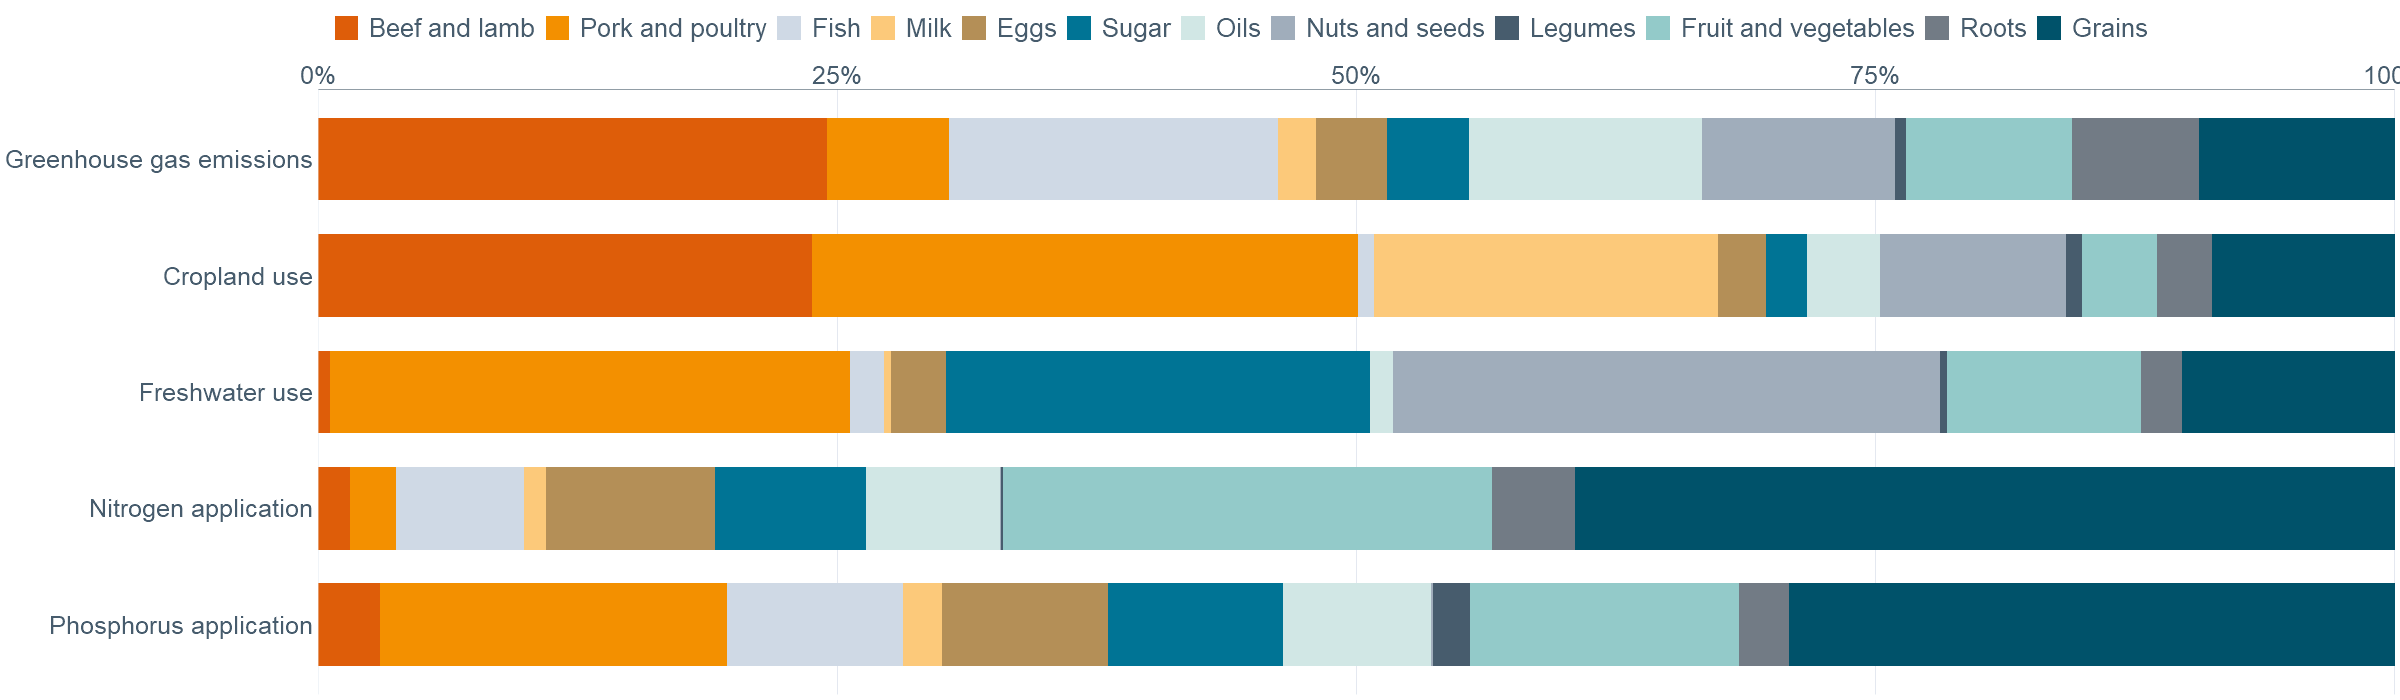 Beef and lamb Pork and poultry Fish Milk Eggs Sugar Oils Nuts and seeds Legumes Fruit and vegetables Roots Grains
0% 25% 50% 75% 100
Greenhouse gas emissions
Cropland use
Freshwater use
Nitrogen application
Phosphorus application